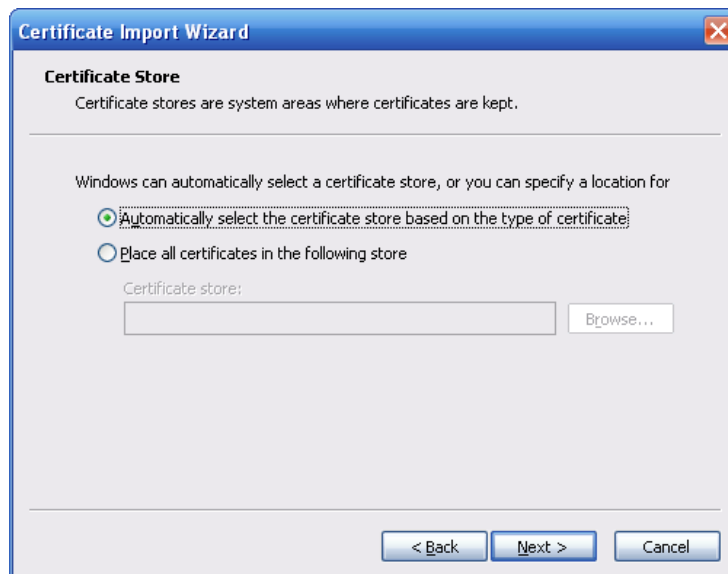 Certificate Import Wizard
Certificate Store
Certificate stores are system areas where certificates are kept.
Windows can automatically select a certificate store, or you can specify a location for
Automatically select the certificate store based on the type of certificate
Place all certificates in the following store
Certificate store:
Browse...
< Back Next > Cancel